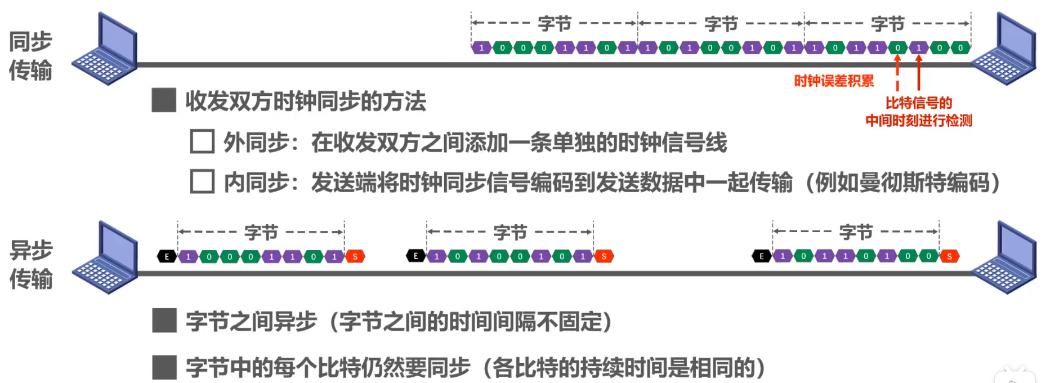 字节 字节 字节
同步
传输
1 0 0 0 1 1 0 1 1 0 1 0 0 1 0 1 1 0 1 1 0 1 0 0
时钟误差积累
比特信号的
中间时刻进行检测
收发双方时钟同步的方法
外同步：在收发双方之间添加一条单独的时钟信号线
内同步：发送端将时钟同步信号编码到发送数据中一起传输（例如曼彻斯特编码）
字节 字节 字节
异步
传输
E 1 0 0 0 1 1 0 1 S E 1 0 1 0 0 1 0 1 S E 1 0 1 1 0 1 0 0 S
字节之间异步（字节之间的时间间隔不固定）
字节中的每个比特仍然要同步（各比特的持续时间是相同的）